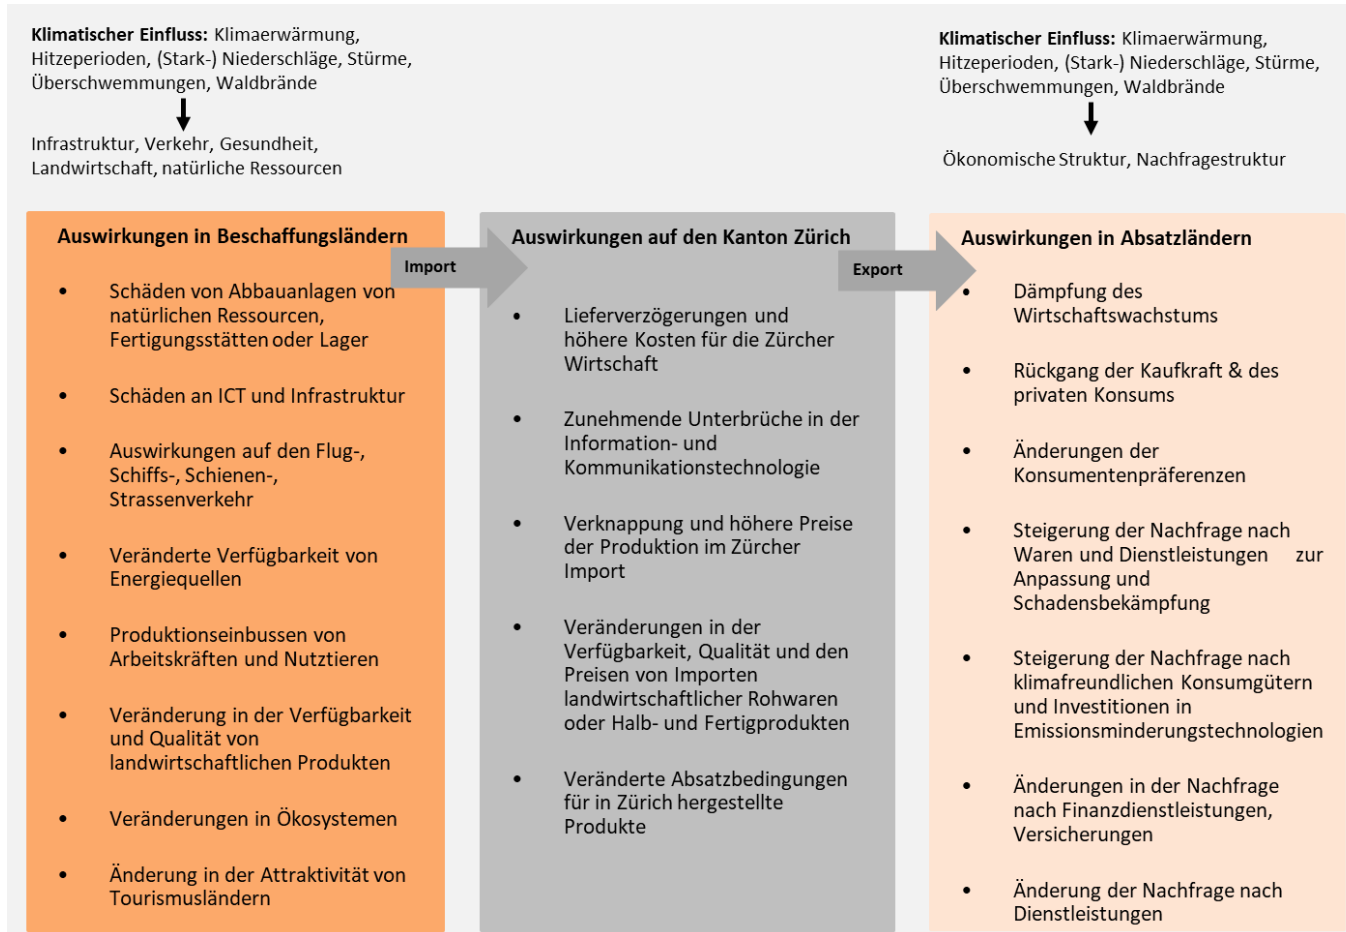 Klimatischer Einfluss: Klimaerwärmung,
Hitzeperioden, (Stark-) Niederschläge, Stürme,
Überschwemmungen, Waldbrände
Infrastruktur, Verkehr, Gesundheit,
Landwirtschaft, natürliche Ressourcen
Klimatischer Einfluss: Klimaerwärmung,
Hitzeperioden, (Stark-) Niederschläge, Stürme,
Überschwemmungen, Waldbrände
Ökonomische Struktur, Nachfragestruktur
Auswirkungen in Beschaffungsländern
• Schäden von Abbauanlagen von
natürlichen Ressourcen,
Fertigungsstätten oder Lager
• Schäden an ICT und Infrastruktur
• Auswirkungen auf den Flug-,
Schiffs-, Schienen-,
Strassenverkehr
• Veränderte Verfügbarkeit von
Energiequellen
• Produktionseinbussen von
Arbeitskräften und Nutztieren
• Veränderung in der Verfügbarkeit
und Qualität von
landwirtschaftlichen Produkten
• Veränderungen in Ökosystemen
• Änderung in der Attraktivität von
Tourismusländern
Import
Auswirkungen auf den Kanton Zürich
• Lieferverzögerungen und
höhere Kosten für die Zürcher
Wirtschaft
• Zunehmende Unterbrüche in der
Information- und
Kommunikationstechnologie
• Verknappung und höhere Preise
der Produktion im Zürcher
Import
• Veränderungen in der
Verfügbarkeit, Qualität und den
Preisen von Importen
landwirtschaftlicher Rohwaren
oder Halb- und Fertigprodukten
• Veränderte Absatzbedingungen
für in Zürich hergestellte
Produkte
Export
Auswirkungen in Absatzländern
• Dämpfung des
Wirtschaftswachstums
• Rückgang der Kaufkraft & des
privaten Konsums
• Änderungen der
Konsumentenpräferenzen
• Steigerung der Nachfrage nach
Waren und Dienstleistungen zur
Anpassung und
Schadensbekämpfung
• Steigerung der Nachfrage nach
klimafreundlichen Konsumgütern
und Investitionen in
Emissionsminderungstechnologien
• Änderungen in der Nachfrage
nach Finanzdienstleistungen,
Versicherungen
• Änderung der Nachfrage nach
Dienstleistungen